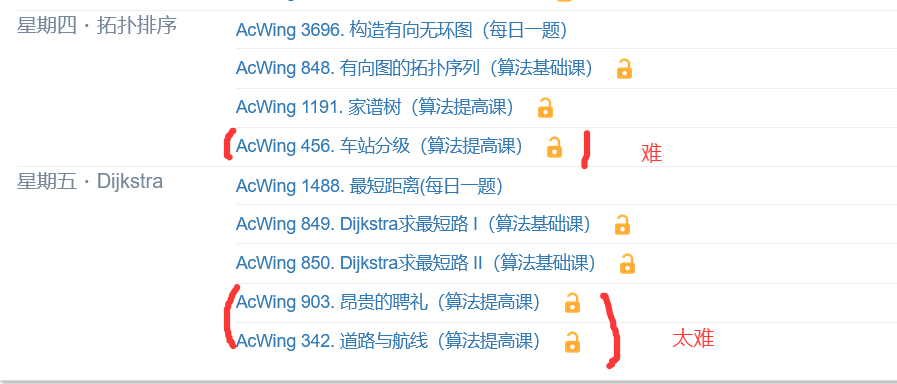 星期四·拓扑排序
AcWing 3696. 构造有向无环图（每日一题）
AcWing 848. 有向图的拓扑序列（算法基础课）
AcWing 1191. 家谱树（算法提高课）
AcWing 456. 车站分级（算法提高课）
难
星期五·Dijkstra
AcWing 1488. 最短距离(每日一题）
AcWing 849. Dijkstra求最短路 I（算法基础课）
AcWing 850. Dijkstra求最短路 II（算法基础课）
AcWing 903. 昂贵的聘礼（算法提高课）
AcWing 342. 道路与航线（算法提高课）
太难